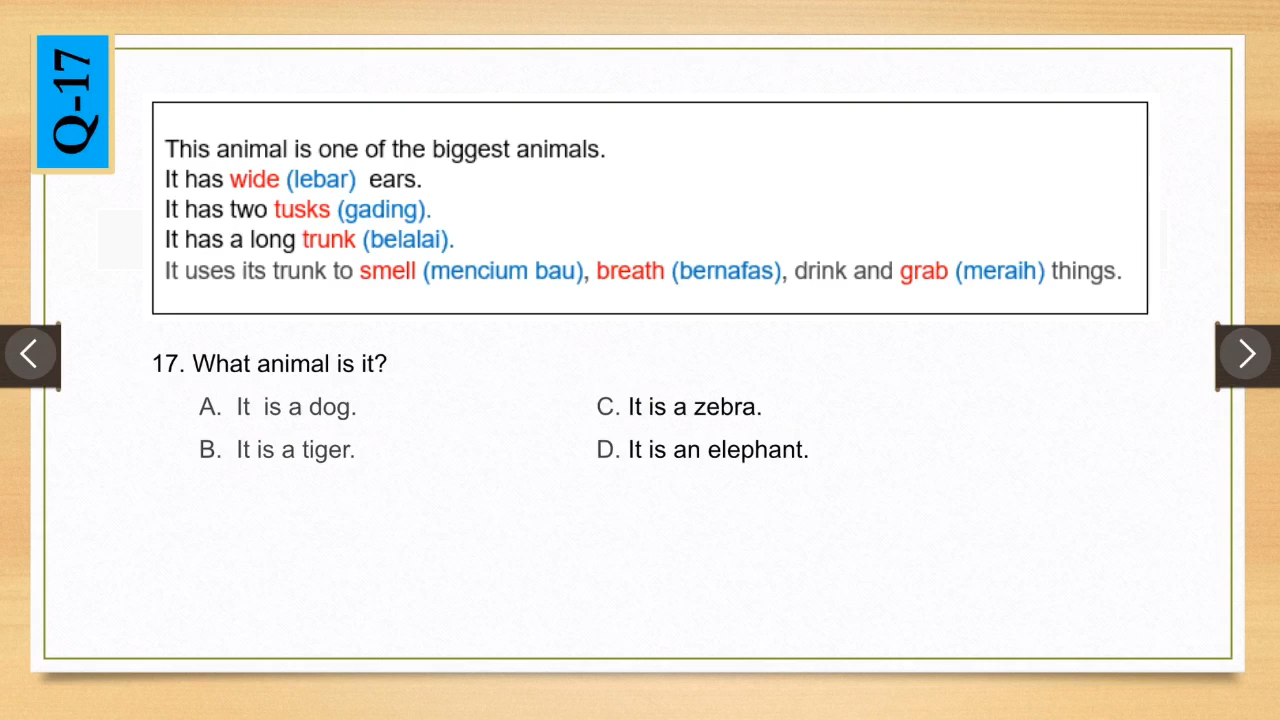 Q-17
This animal is one of the biggest animals.
It has wide (lebar) ears.
It has two tusks (gading).
It has a long trunk (belalai).
It uses its trunk to smell (mencium bau), breath (bernafas), drink and grab (meraih) things.
17. What animal is it?
A. It is a dog.
B. It is a tiger.
C. It is a zebra.
D. It is an elephant.